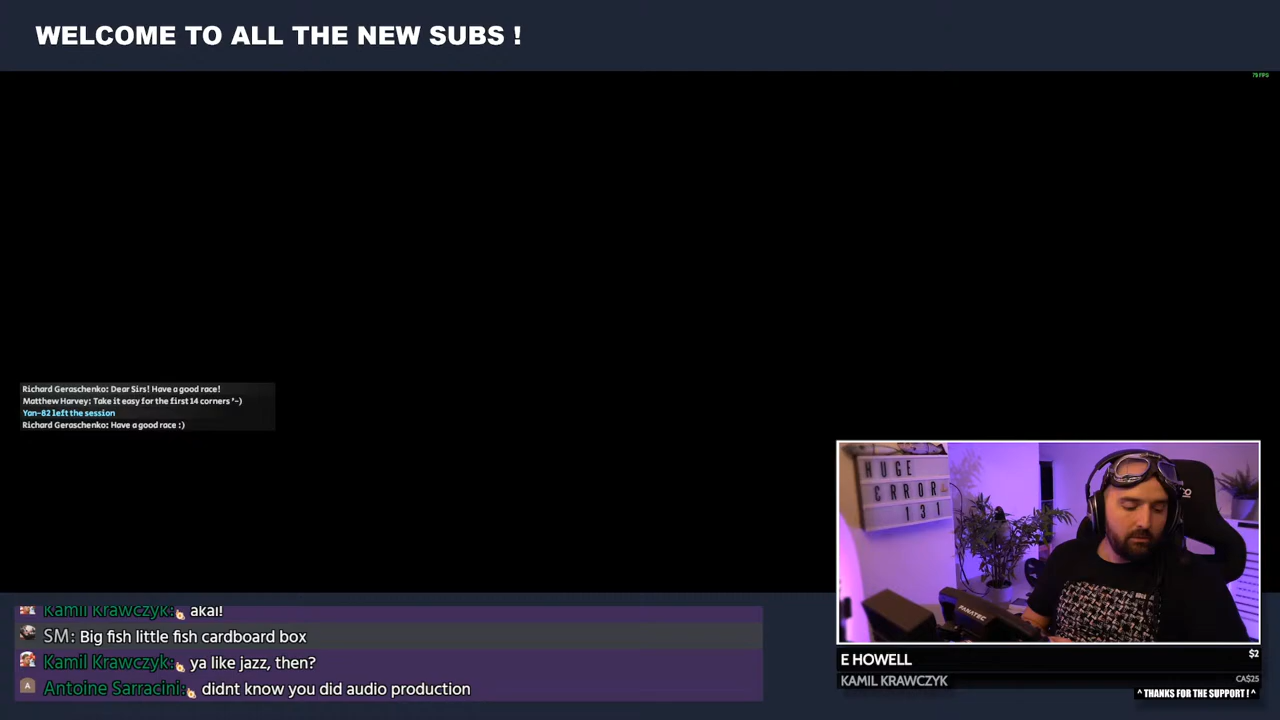 WELCOME TO ALL THE NEW SUBS !
79 FPS
Richard Geraschenko: Dear Sirs! Have a good race!
Matthew Harvey: Take it easy for the first 14 corners '-)
Yan-82 left the session
Richard Geraschenko: Have a good race :)
HUGE
ERROR
131
FANATEC
Kamil Krawczyk: akai!
SM: Big fish little fish cardboard box
Kamil Krawczyk: ya like jazz, then?
A Antoine Sarracini: didnt know you did audio production
E HOWELL $2
KAMIL KRAWCZYK CA$25
^ THANKS FOR THE SUPPORT ! ^